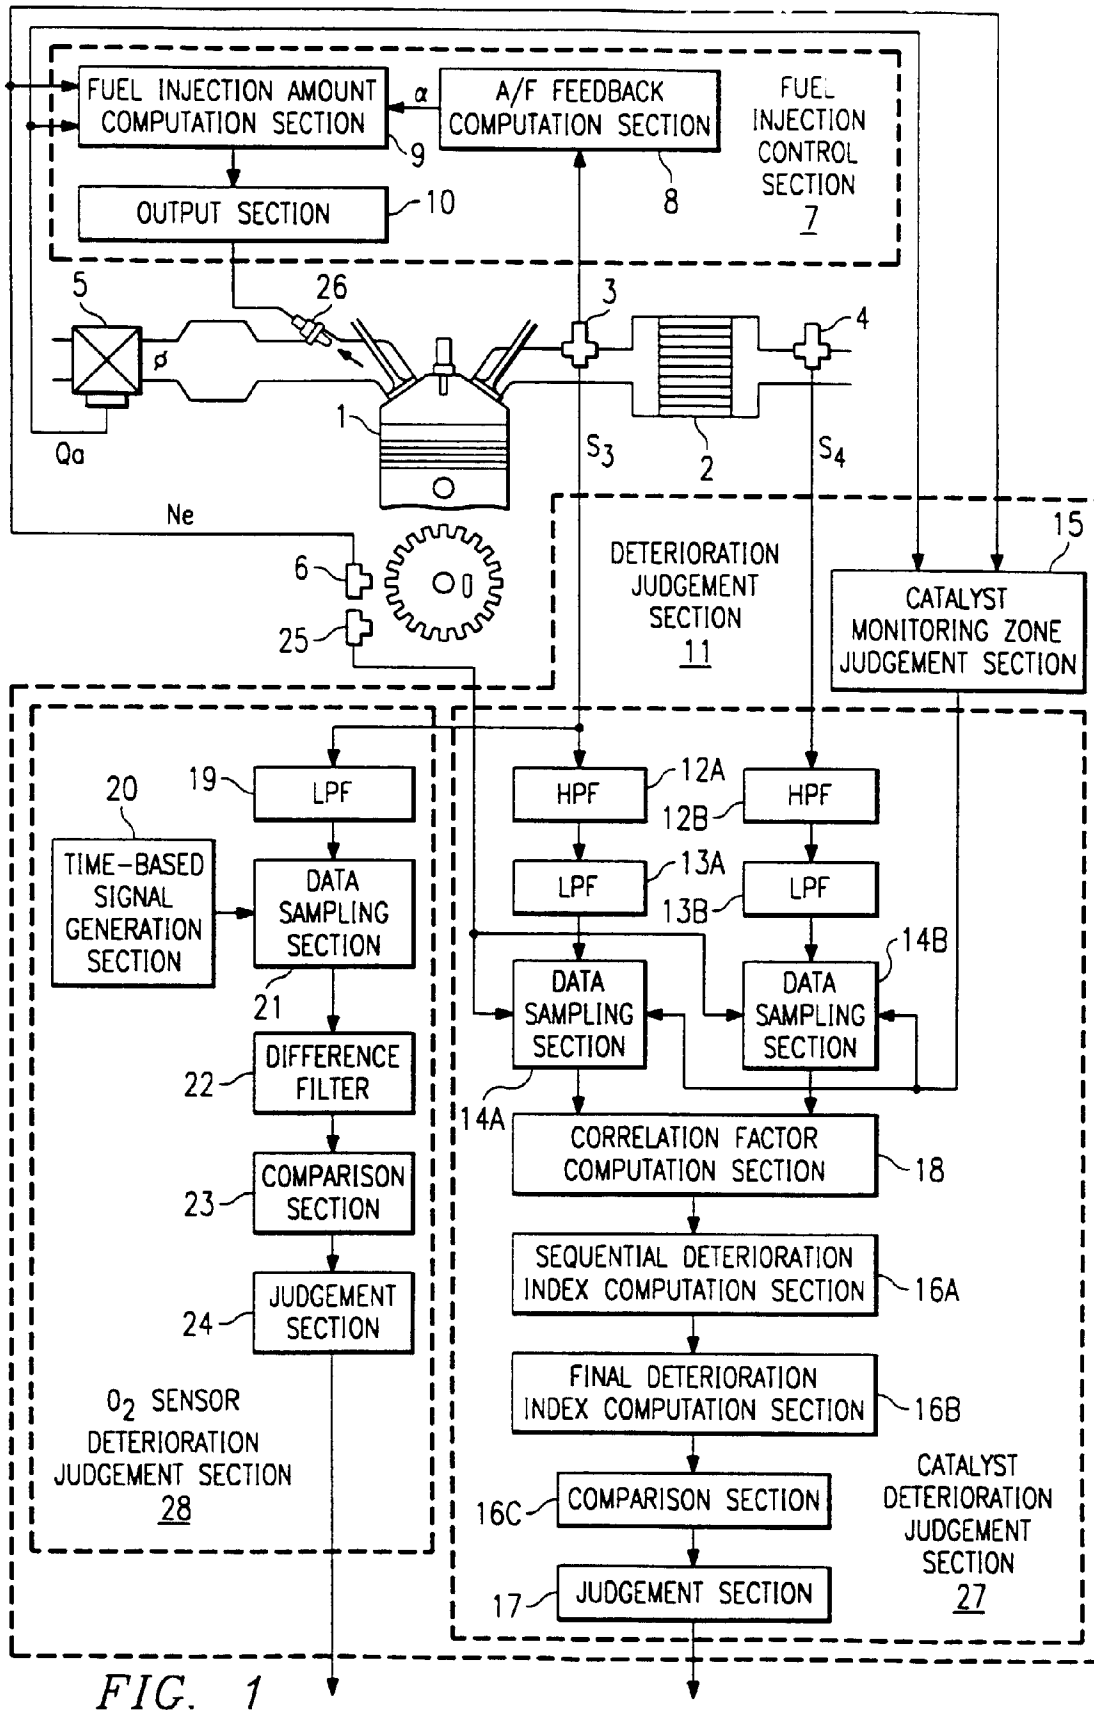 FUEL INJECTION AMOUNT
COMPUTATION SECTION
9
α
A/F FEEDBACK
COMPUTATION SECTION
8
FUEL
INJECTION
CONTROL
SECTION
7
OUTPUT SECTION
10
5
26
3
4
ϕ
1
2
Qa
S3
S4
Ne
6
25
DETERIORATION
JUDGEMENT
SECTION
11
15
CATALYST
MONITORING ZONE
JUDGEMENT SECTION
19
LPF
HPF
12A
12B
HPF
20
TIME-BASED
SIGNAL
GENERATION
SECTION
DATA
SAMPLING
SECTION
21
LPF
13A
13B
LPF
14B
DATA
SAMPLING
SECTION
14A
DATA
SAMPLING
SECTION
22
DIFFERENCE
FILTER
CORRELATION FACTOR
COMPUTATION SECTION
18
23
COMPARISON
SECTION
SEQUENTIAL DETERIORATION
INDEX COMPUTATION SECTION
16A
24
JUDGEMENT
SECTION
FINAL DETERIORATION
INDEX COMPUTATION SECTION
16B
O2 SENSOR
DETERIORATION
JUDGEMENT SECTION
28
16C
COMPARISON SECTION
CATALYST
DETERIORATION
JUDGEMENT
SECTION
27
17
JUDGEMENT SECTION
FIG. 1